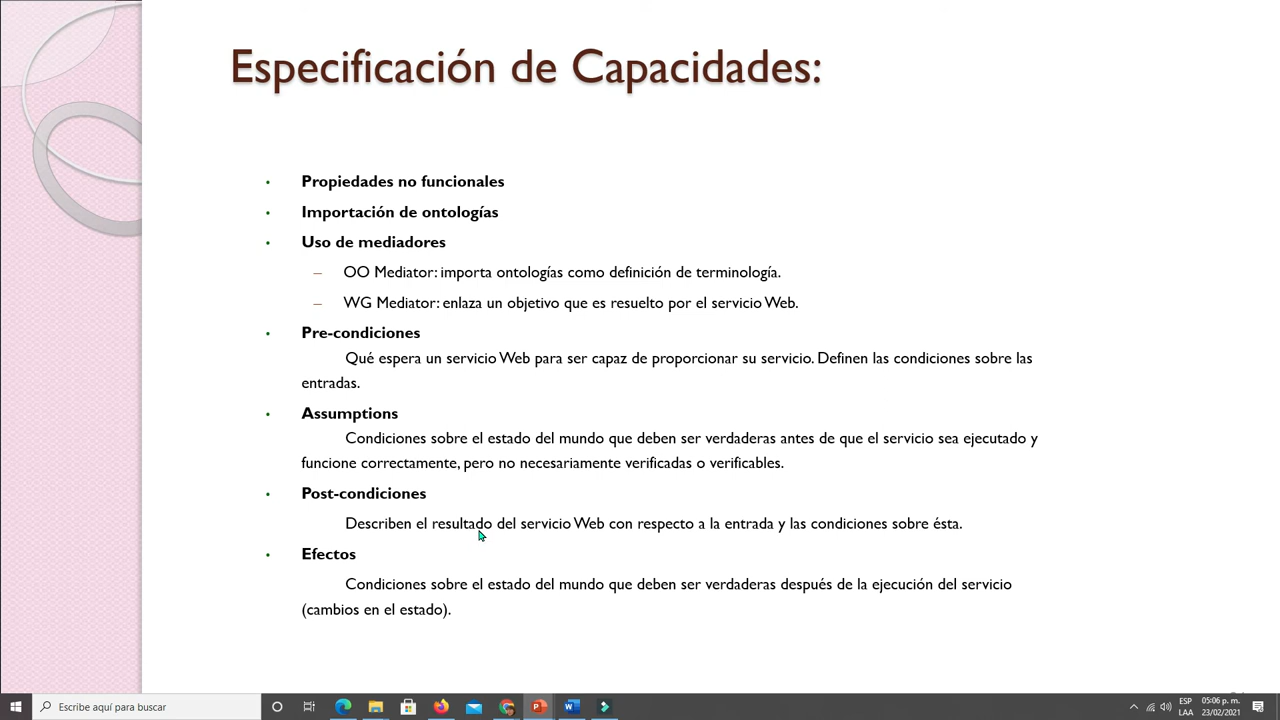 Especificación de Capacidades:
• Propiedades no funcionales
• Importación de ontologías
• Uso de mediadores
– OO Mediator: importa ontologías como definición de terminología.
– WG Mediator: enlaza un objetivo que es resuelto por el servicio Web.
• Pre-condiciones
Qué espera un servicio Web para ser capaz de proporcionar su servicio. Definen las condiciones sobre las
entradas.
• Assumptions
Condiciones sobre el estado del mundo que deben ser verdaderas antes de que el servicio sea ejecutado y
funcione correctamente, pero no necesariamente verificadas o verificables.
• Post-condiciones
Describen el resultado del servicio Web con respecto a la entrada y las condiciones sobre ésta.
• Efectos
Condiciones sobre el estado del mundo que deben ser verdaderas después de la ejecución del servicio
(cambios en el estado).
Escribe aquí para buscar
ESP
LAA
05:06 p. m.
23/02/2021